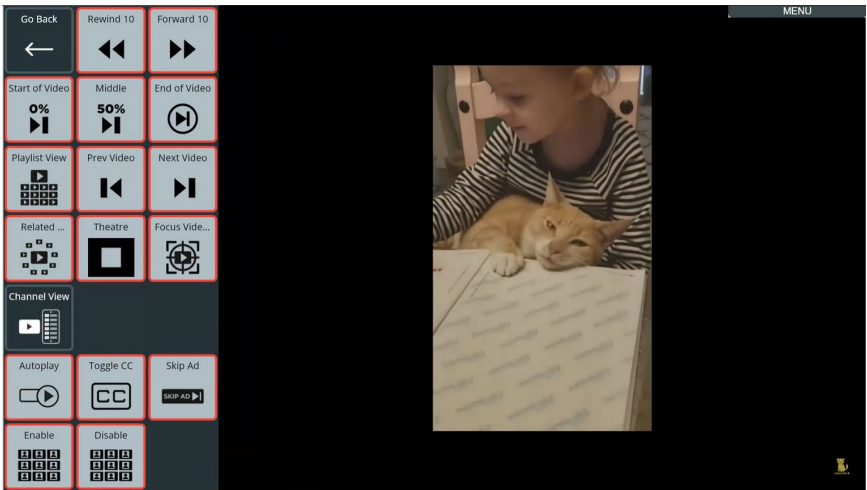 Go Back
Rewind 10
Forward 10
Start of Video
Middle
End of Video
0%
50%
Playlist View
Prev Video
Next Video
Related ...
Theatre
Focus Vide...
Channel View
Autoplay
Toggle CC
Skip Ad
CC
SKIP AD
Enable
Disable
MENU